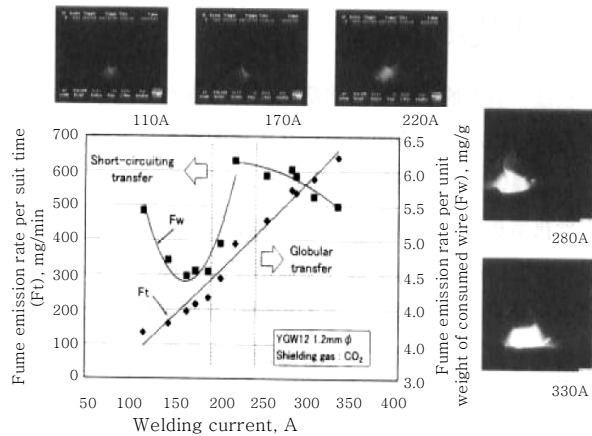 110A
170A
220A
700
600
500
400
300
200
100
0
6.5
6.0
5.5
5.0
4.5
4.0
3.5
3.0
50 100 150 200 250 300 350 400
Welding current, A
Fume emission rate per suit time
(Ft), mg/min
Fume emission rate per unit
weight of consumed wire(Fw), mg/g
Short-circuiting
transfer
Fw
Ft
Globular
transfer
YGW12 1.2mm φ
Shielding gas : CO₂
280A
330A